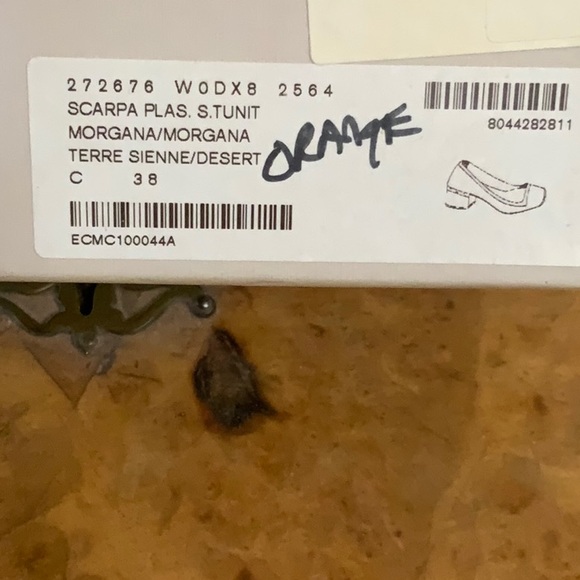 272676 W0DX8 2564
SCARPA PLAS. S.TUNIT
MORGANA/MORGANA
TERRE SIENNE/DESERT
ORANGE
C 38
8044282811
ECMC100044A